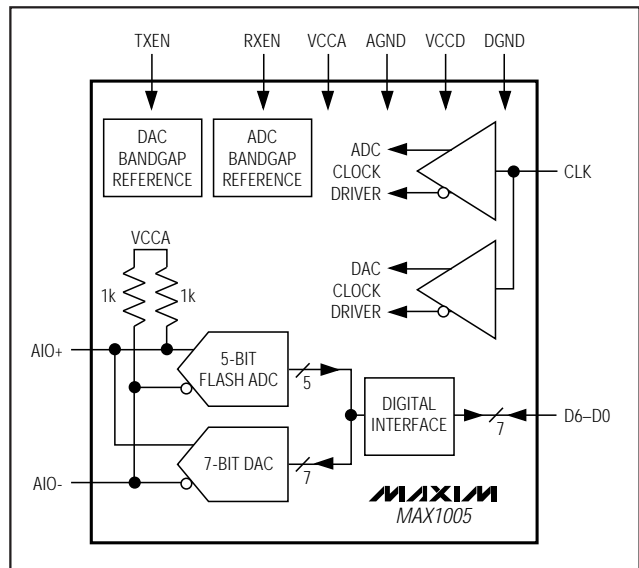 TXEN RXEN VCCA AGND VCCD DGND
DAC
BANDGAP
REFERENCE
ADC
BANDGAP
REFERENCE
ADC
CLOCK
DRIVER
CLK
DAC
CLOCK
DRIVER
VCCA
1k 1k
AIO+
5-BIT
FLASH ADC
5
DIGITAL
INTERFACE
7
D6–D0
7-BIT DAC
7
AIO-
MAXIM
MAX1005